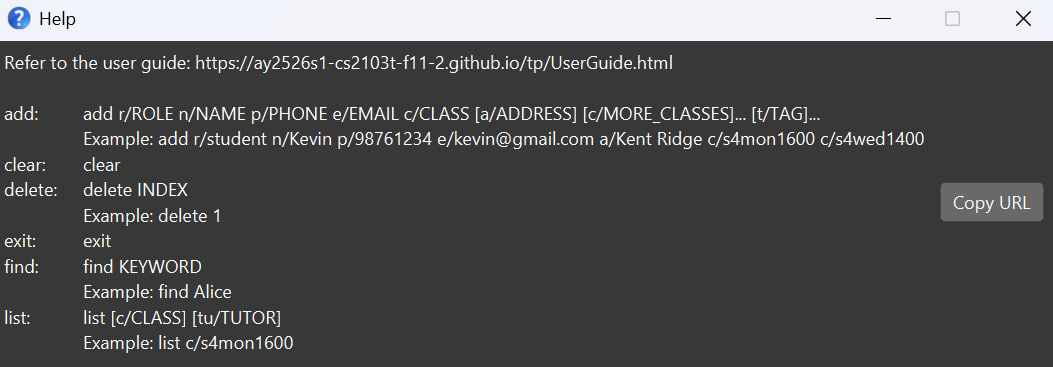 Help
Refer to the user guide: https://ay2526s1-cs2103t-f11-2.github.io/tp/UserGuide.html
add: add r/ROLE n/NAME p/PHONE e/EMAIL c/CLASS [a/ADDRESS] [c/MORE_CLASSES]... [t/TAG]...
Example: add r/student n/Kevin p/98761234 e/kevin@gmail.com a/Kent Ridge c/s4mon1600 c/s4wed1400
clear: clear
delete: delete INDEX
Copy URL
Example: delete 1
exit: exit
find: find KEYWORD
Example: find Alice
list: list [c/CLASS] [tu/TUTOR]
Example: list c/s4mon1600